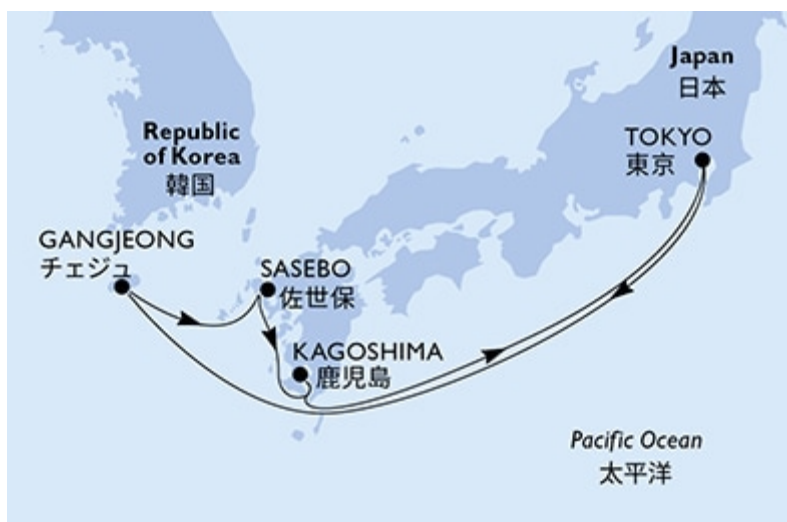 Japan
日本
TOKYO
東京
Republic
of Korea
韓国
GANGJEONG
チェジュ
SASEBO
佐世保
KAGOSHIMA
鹿児島
Pacific Ocean
太平洋